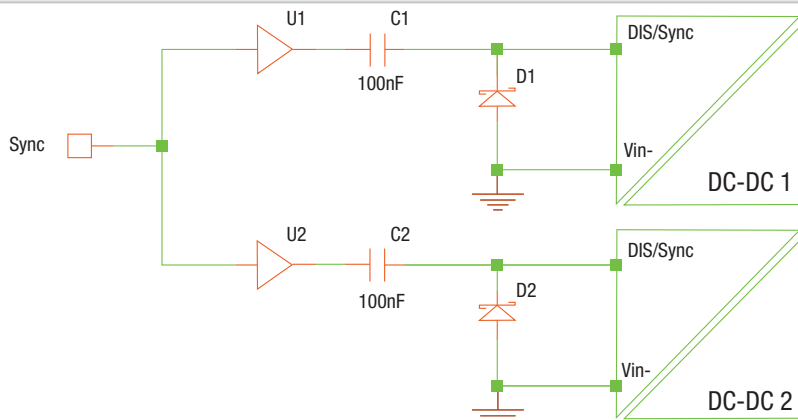 U1
C1
100nF
D1
DIS/Sync
Vin-
DC-DC 1
Sync
U2
C2
100nF
D2
DIS/Sync
Vin-
DC-DC 2